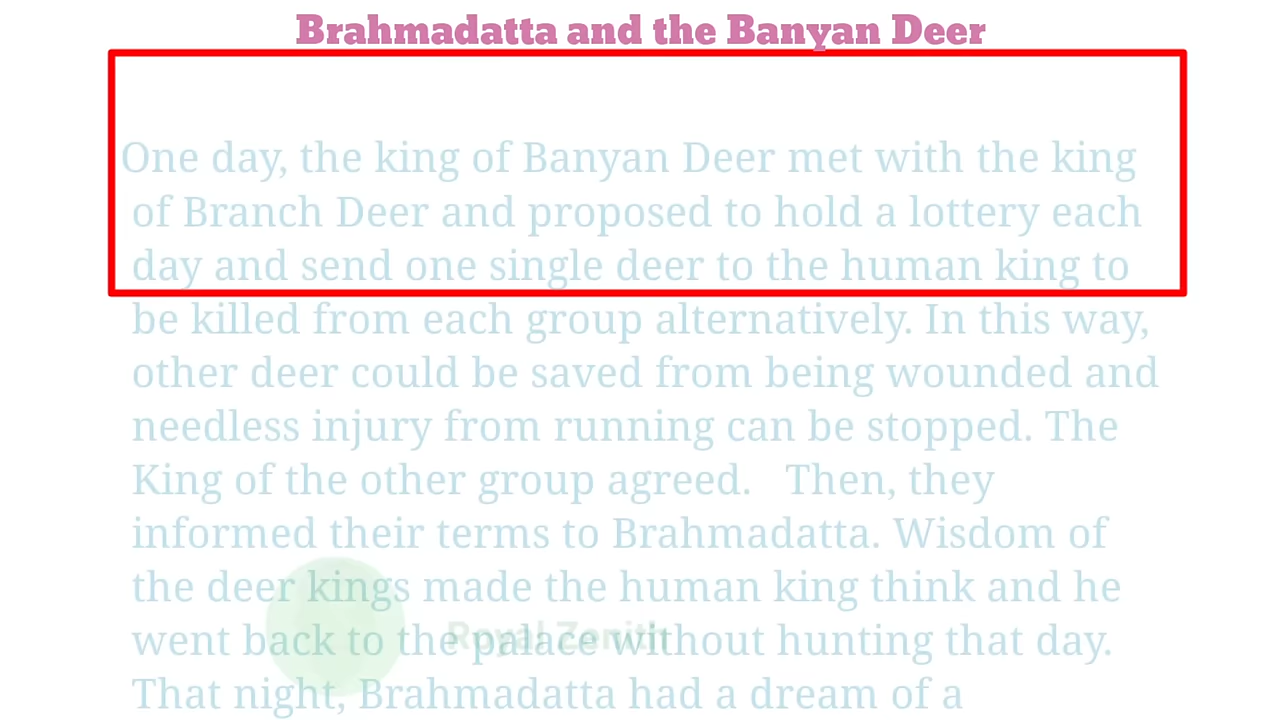 Brahmadatta and the Banyan Deer
One day, the king of Banyan Deer met with the king
of Branch Deer and proposed to hold a lottery each
day and send one single deer to the human king to
be killed from each group alternatively. In this way,
other deer could be saved from being wounded and
needless injury from running can be stopped. The
King of the other group agreed.   Then, they
informed their terms to Brahmadatta. Wisdom of
the deer kings made the human king think and he
went back to the palace without hunting that day.
Royal Zenith
That night, Brahmadatta had a dream of a